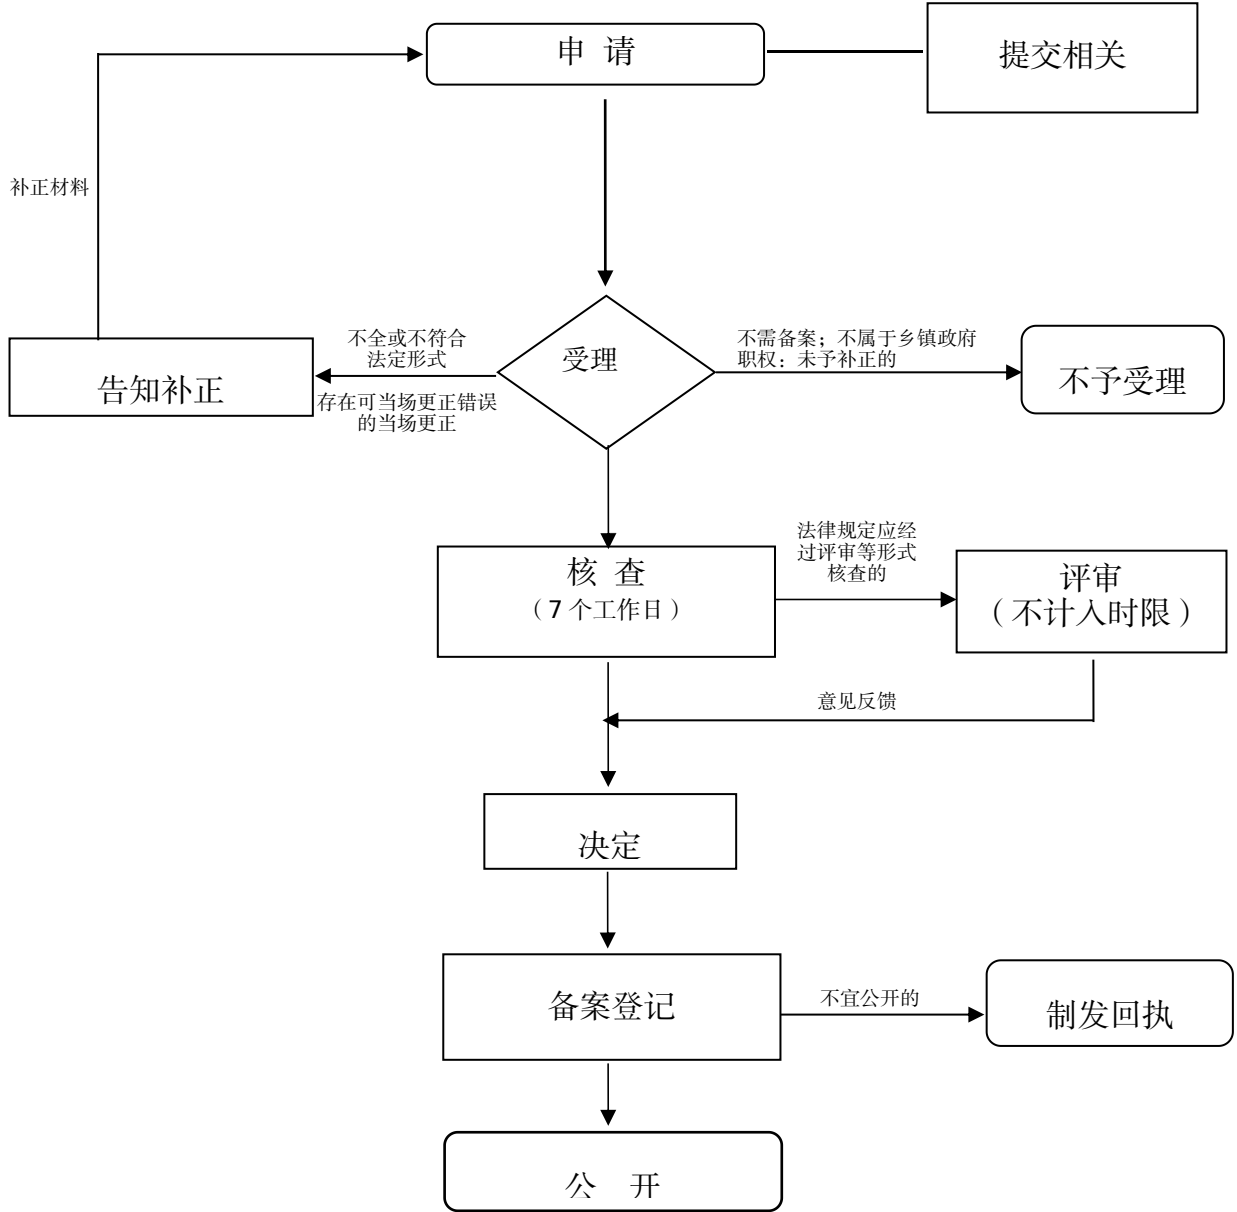 申 请
提交相关
补正材料
不全或不符合
法定形式
受理
不需备案；不属于乡镇政府
职权：未予补正的
告知补正
存在可当场更正错误
的当场更正
不予受理
核 查
（7 个工作日）
法律规定应经
过评审等形式
核查的
评审
（不计入时限）
意见反馈
决定
备案登记
不宜公开的
制发回执
公 开